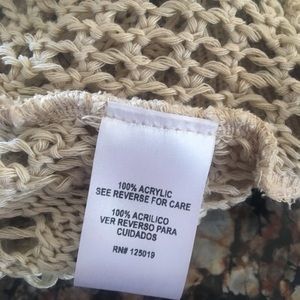 100% ACRYLIC
SEE REVERSE FOR CARE
100% ACRILICO
VER REVERSO PARA
CUIDADOS
RN# 125019